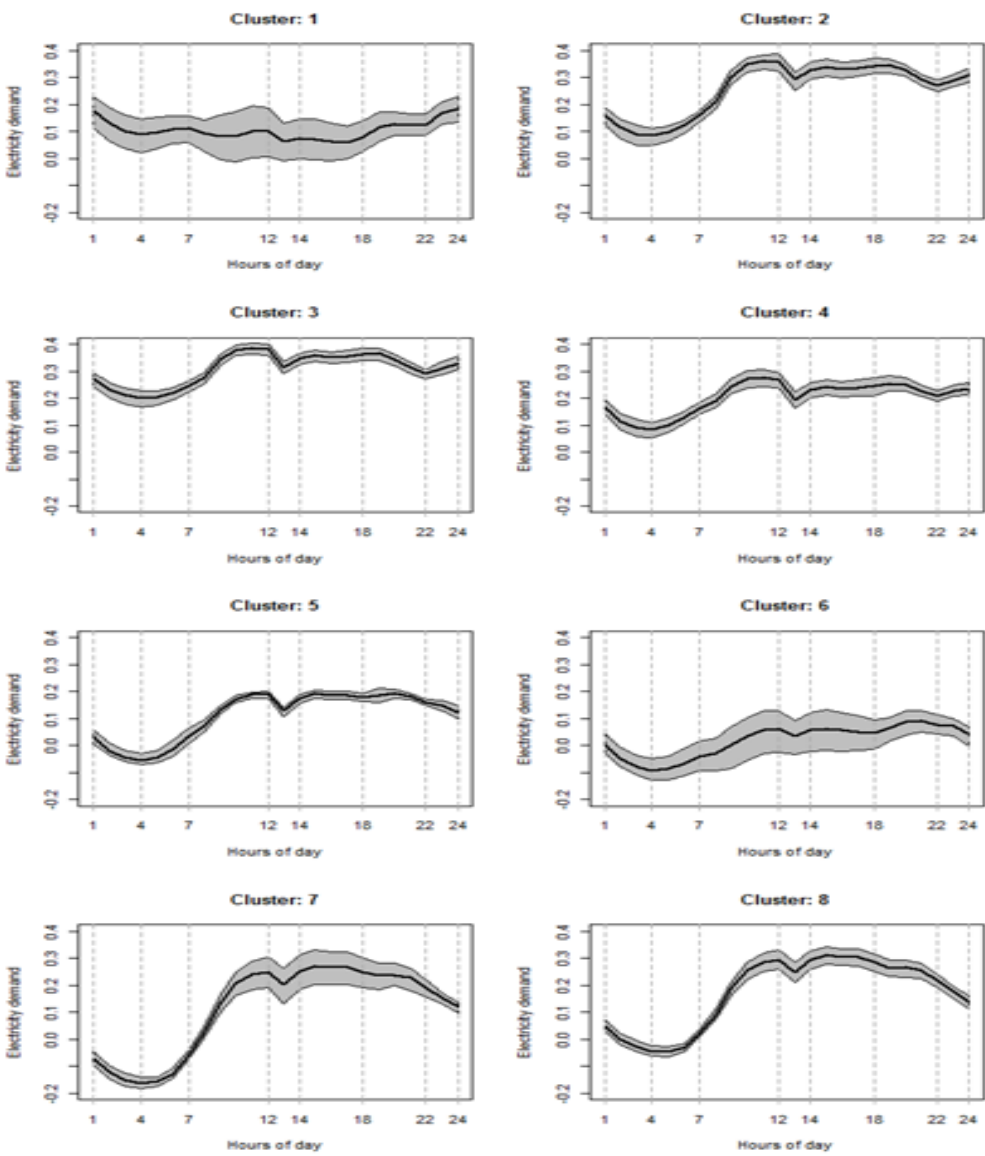 Cluster: 1
Electricity demand
0.4
0.3
0.2
0.1
0.0
-0.2
1 4 7 12 14 18 22 24
Hours of day
Cluster: 2
Electricity demand
0.4
0.3
0.2
0.1
0.0
-0.2
1 4 7 12 14 18 22 24
Hours of day
Cluster: 3
Electricity demand
0.4
0.3
0.2
0.1
0.0
-0.2
1 4 7 12 14 18 22 24
Hours of day
Cluster: 4
Electricity demand
0.4
0.3
0.2
0.1
0.0
-0.2
1 4 7 12 14 18 22 24
Hours of day
Cluster: 5
Electricity demand
0.4
0.3
0.2
0.1
0.0
-0.2
1 4 7 12 14 18 22 24
Hours of day
Cluster: 6
Electricity demand
0.4
0.3
0.2
0.1
0.0
-0.2
1 4 7 12 14 18 22 24
Hours of day
Cluster: 7
Electricity demand
0.4
0.3
0.2
0.1
0.0
-0.2
1 4 7 12 14 18 22 24
Hours of day
Cluster: 8
Electricity demand
0.4
0.3
0.2
0.1
0.0
-0.2
1 4 7 12 14 18 22 24
Hours of day